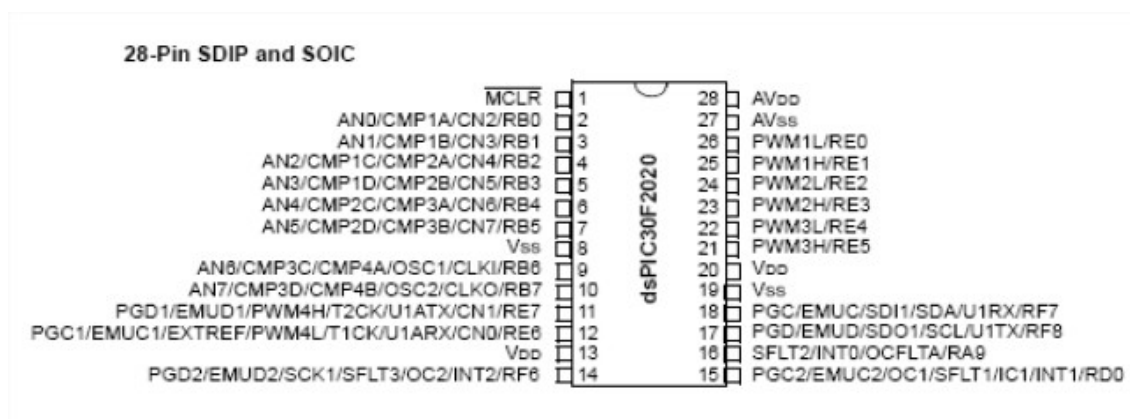 28-Pin SDIP and SOIC
MCLR 1 28 AVDD
AN0/CMP1A/CN2/RB0 2 27 AVSS
AN1/CMP1B/CN3/RB1 3 26 PWM1L/RE0
AN2/CMP1C/CMP2A/CN4/RB2 4 25 PWM1H/RE1
AN3/CMP1D/CMP2B/CN5/RB3 5 24 PWM2L/RE2
AN4/CMP2C/CMP3A/CN6/RB4 6 23 PWM2H/RE3
AN5/CMP2D/CMP3B/CN7/RB5 7 22 PWM3L/RE4
VSS 8 21 PWM3H/RE5
AN6/CMP3C/CMP4A/OSC1/CLKI/RB6 9 20 VDD
AN7/CMP3D/CMP4B/OSC2/CLKO/RB7 10 19 VSS
PGD1/EMUD1/PWM4H/T2CK/U1ATX/CN1/RE7 11 18 PGC/EMUC/SDI1/SDA/U1RX/RF7
PGC1/EMUC1/EXTREF/PWM4L/T1CK/U1ARX/CN0/RE6 12 17 PGD/EMUD/SDO1/SCL/U1TX/RF8
VDD 13 16 SFLT2/INT0/OCFLTA/RA9
PGD2/EMUD2/SCK1/SFLT3/OC2/INT2/RF6 14 15 PGC2/EMUC2/OC1/SFLT1/IC1/INT1/RD0
dsPIC30F2020